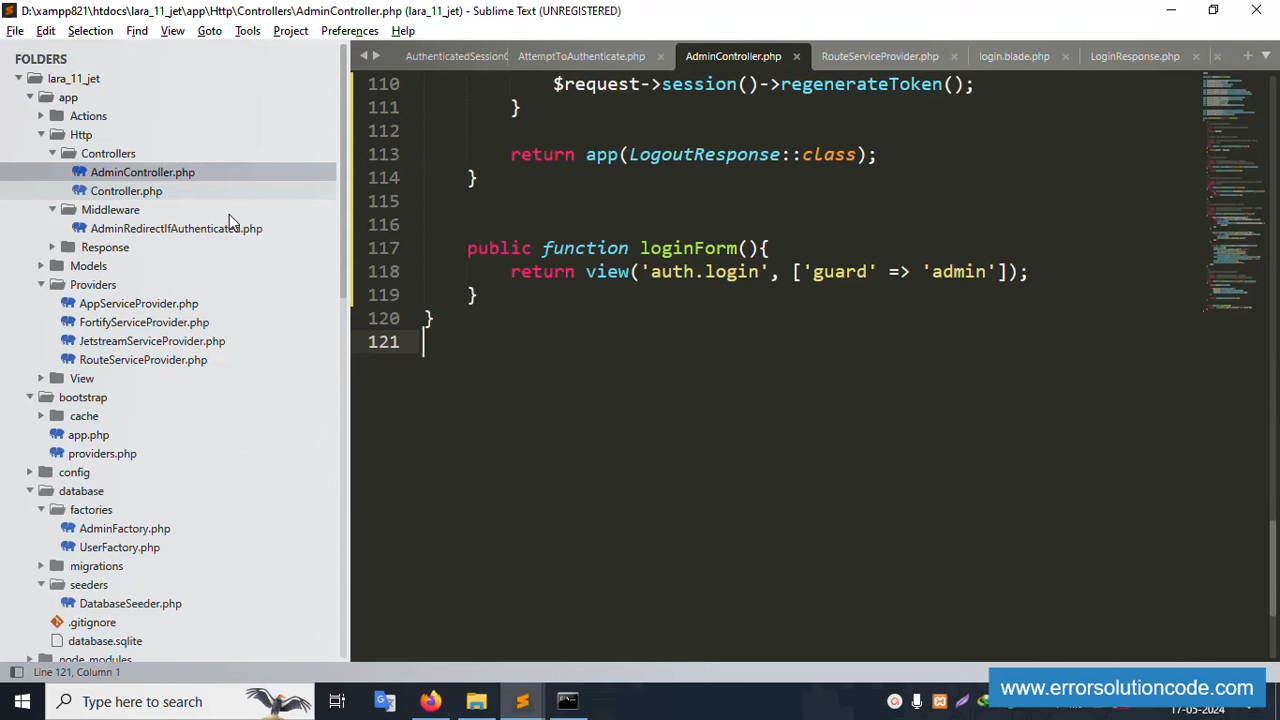 D:\xampp821\htdocs\lara_11_jet\app\Http\Controllers\AdminController.php (lara_11_jet) - Sublime Text (UNREGISTERED)
File Edit Selection Find View Goto Tools Project Preferences Help
FOLDERS
lara_11_jet
app
Actions
Http
Controllers
AdminController.php
Controller.php
Middleware
AdminRedirectIfAuthenticated.php
Response
Models
Providers
AppServiceProvider.php
FortifyServiceProvider.php
JetstreamServiceProvider.php
RouteServiceProvider.php
View
bootstrap
cache
app.php
providers.php
config
database
factories
AdminFactory.php
UserFactory.php
migrations
seeders
DatabaseSeeder.php
.gitignore
database.sqlite
node_modules
AuthenticatedSessionC AttemptToAuthenticate.php AdminController.php RouteServiceProvider.php login.blade.php LoginResponse.php
110 $request->session()->regenerateToken();
111 }
112
113 return app(LogoutResponse::class);
114 }
115
116
117 public function loginForm(){
118 return view('auth.login', ['guard' => 'admin']);
119 }
120 }
121
Line 121, Column 1
www.errorsolutioncode.com
Type here to search
17-05-2024